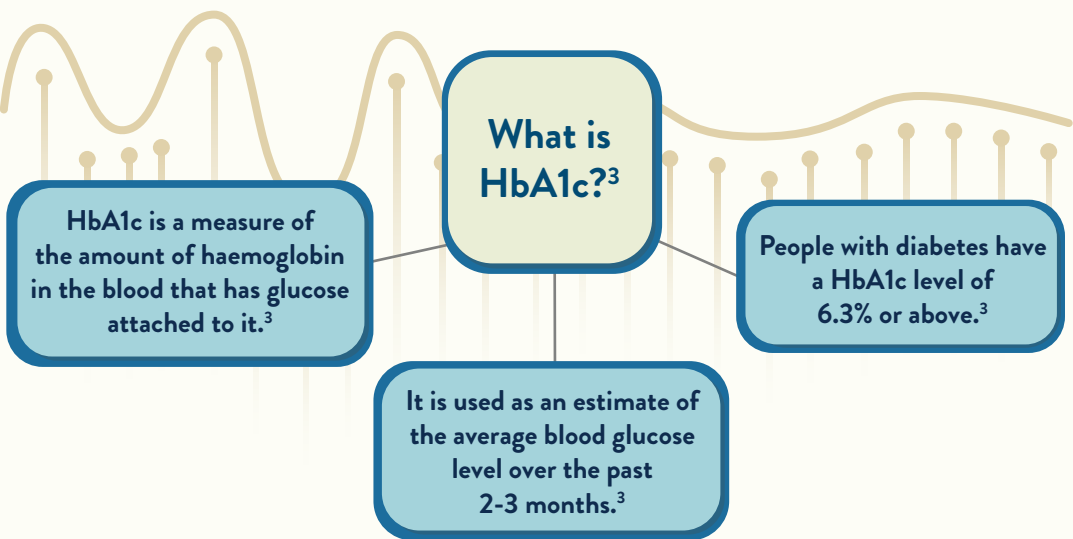 What is
HbA1c?³
HbA1c is a measure of
the amount of haemoglobin
in the blood that has glucose
attached to it.³
It is used as an estimate of
the average blood glucose
level over the past
2-3 months.³
People with diabetes have
a HbA1c level of
6.3% or above.³